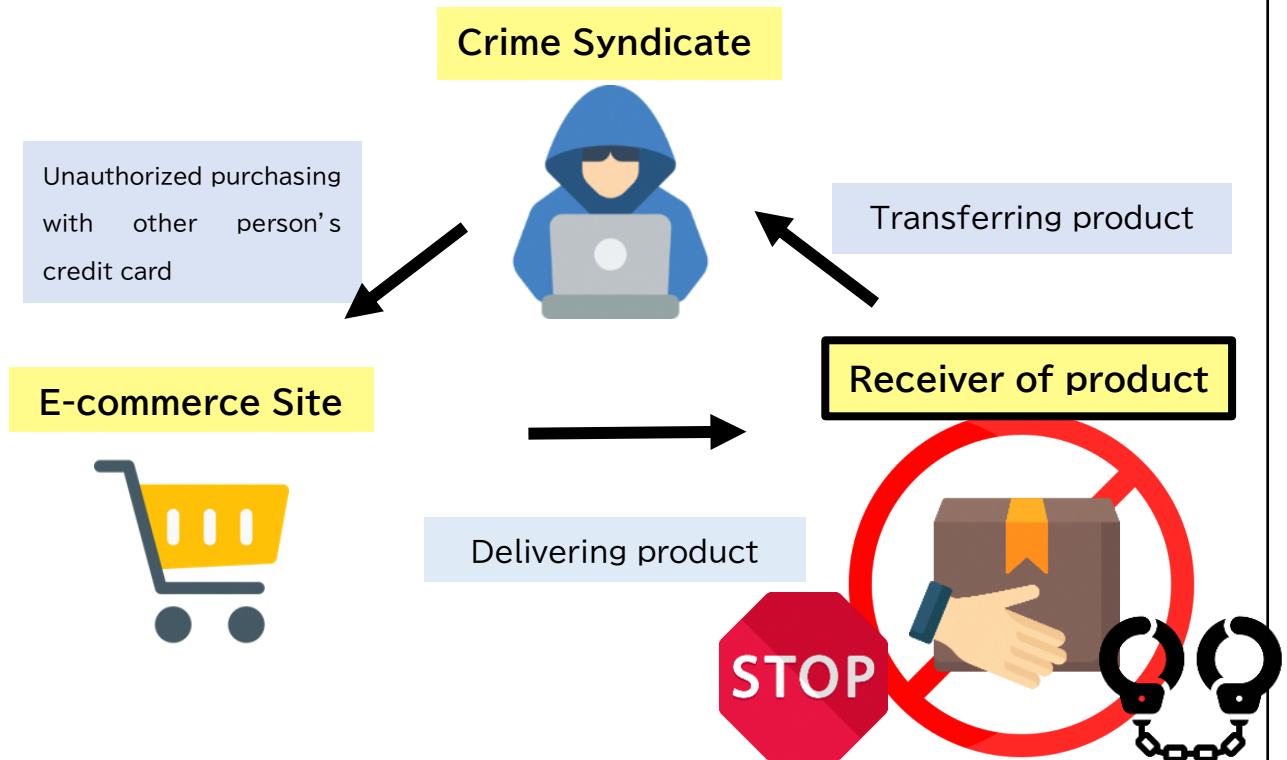 Crime Syndicate
Unauthorized purchasing
with other person’s
credit card
Transferring product
E-commerce Site
Receiver of product
Delivering product
STOP